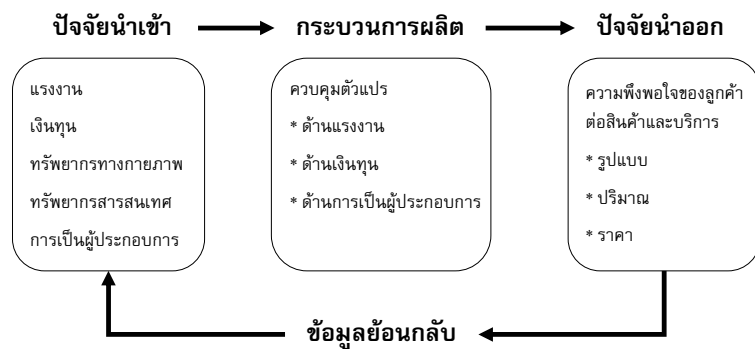 ปัจจัยนำเข้า
กระบวนการผลิต
ปัจจัยนำออก
แรงงาน
เงินทุน
ทรัพยากรทางกายภาพ
ทรัพยากรสารสนเทศ
การเป็นผู้ประกอบการ
ควบคุมตัวแปร
* ด้านแรงงาน
* ด้านเงินทุน
* ด้านการเป็นผู้ประกอบการ
ความพึงพอใจของลูกค้า
ต่อสินค้าและบริการ
* รูปแบบ
* ปริมาณ
* ราคา
ข้อมูลย้อนกลับ